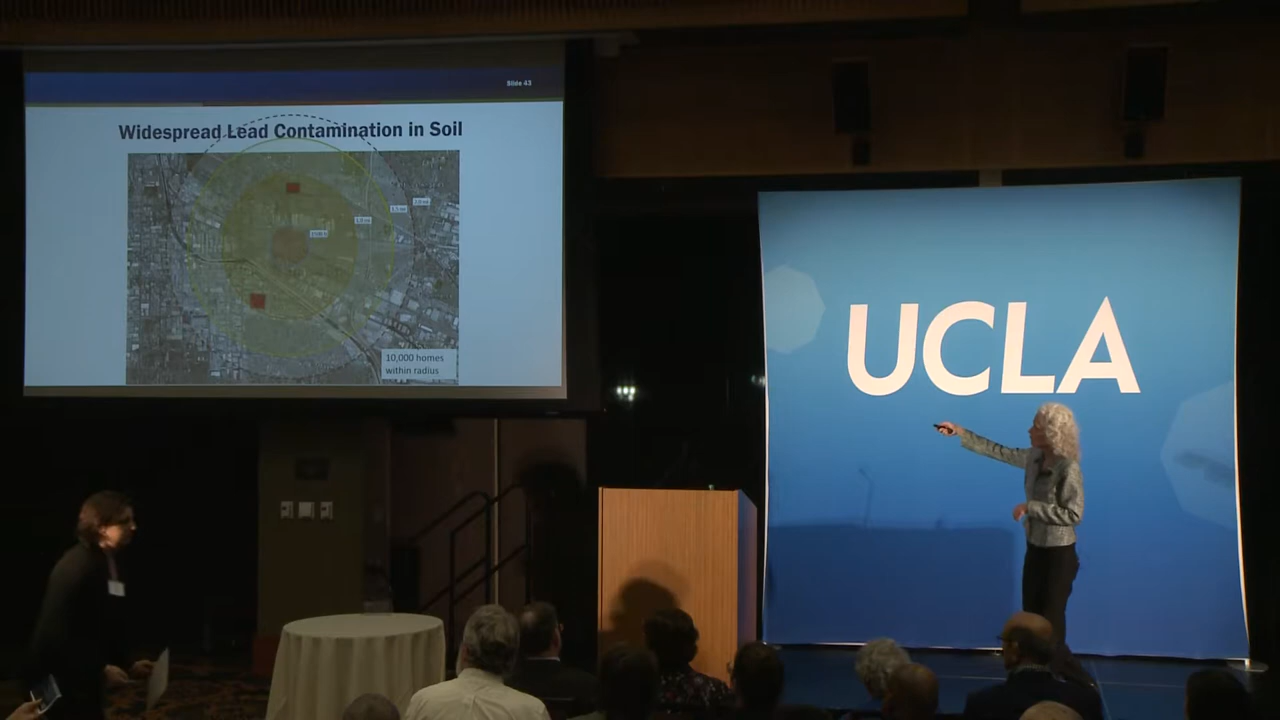 Slide 43
Widespread Lead Contamination in Soil
10,000 homes
within radius
UCLA